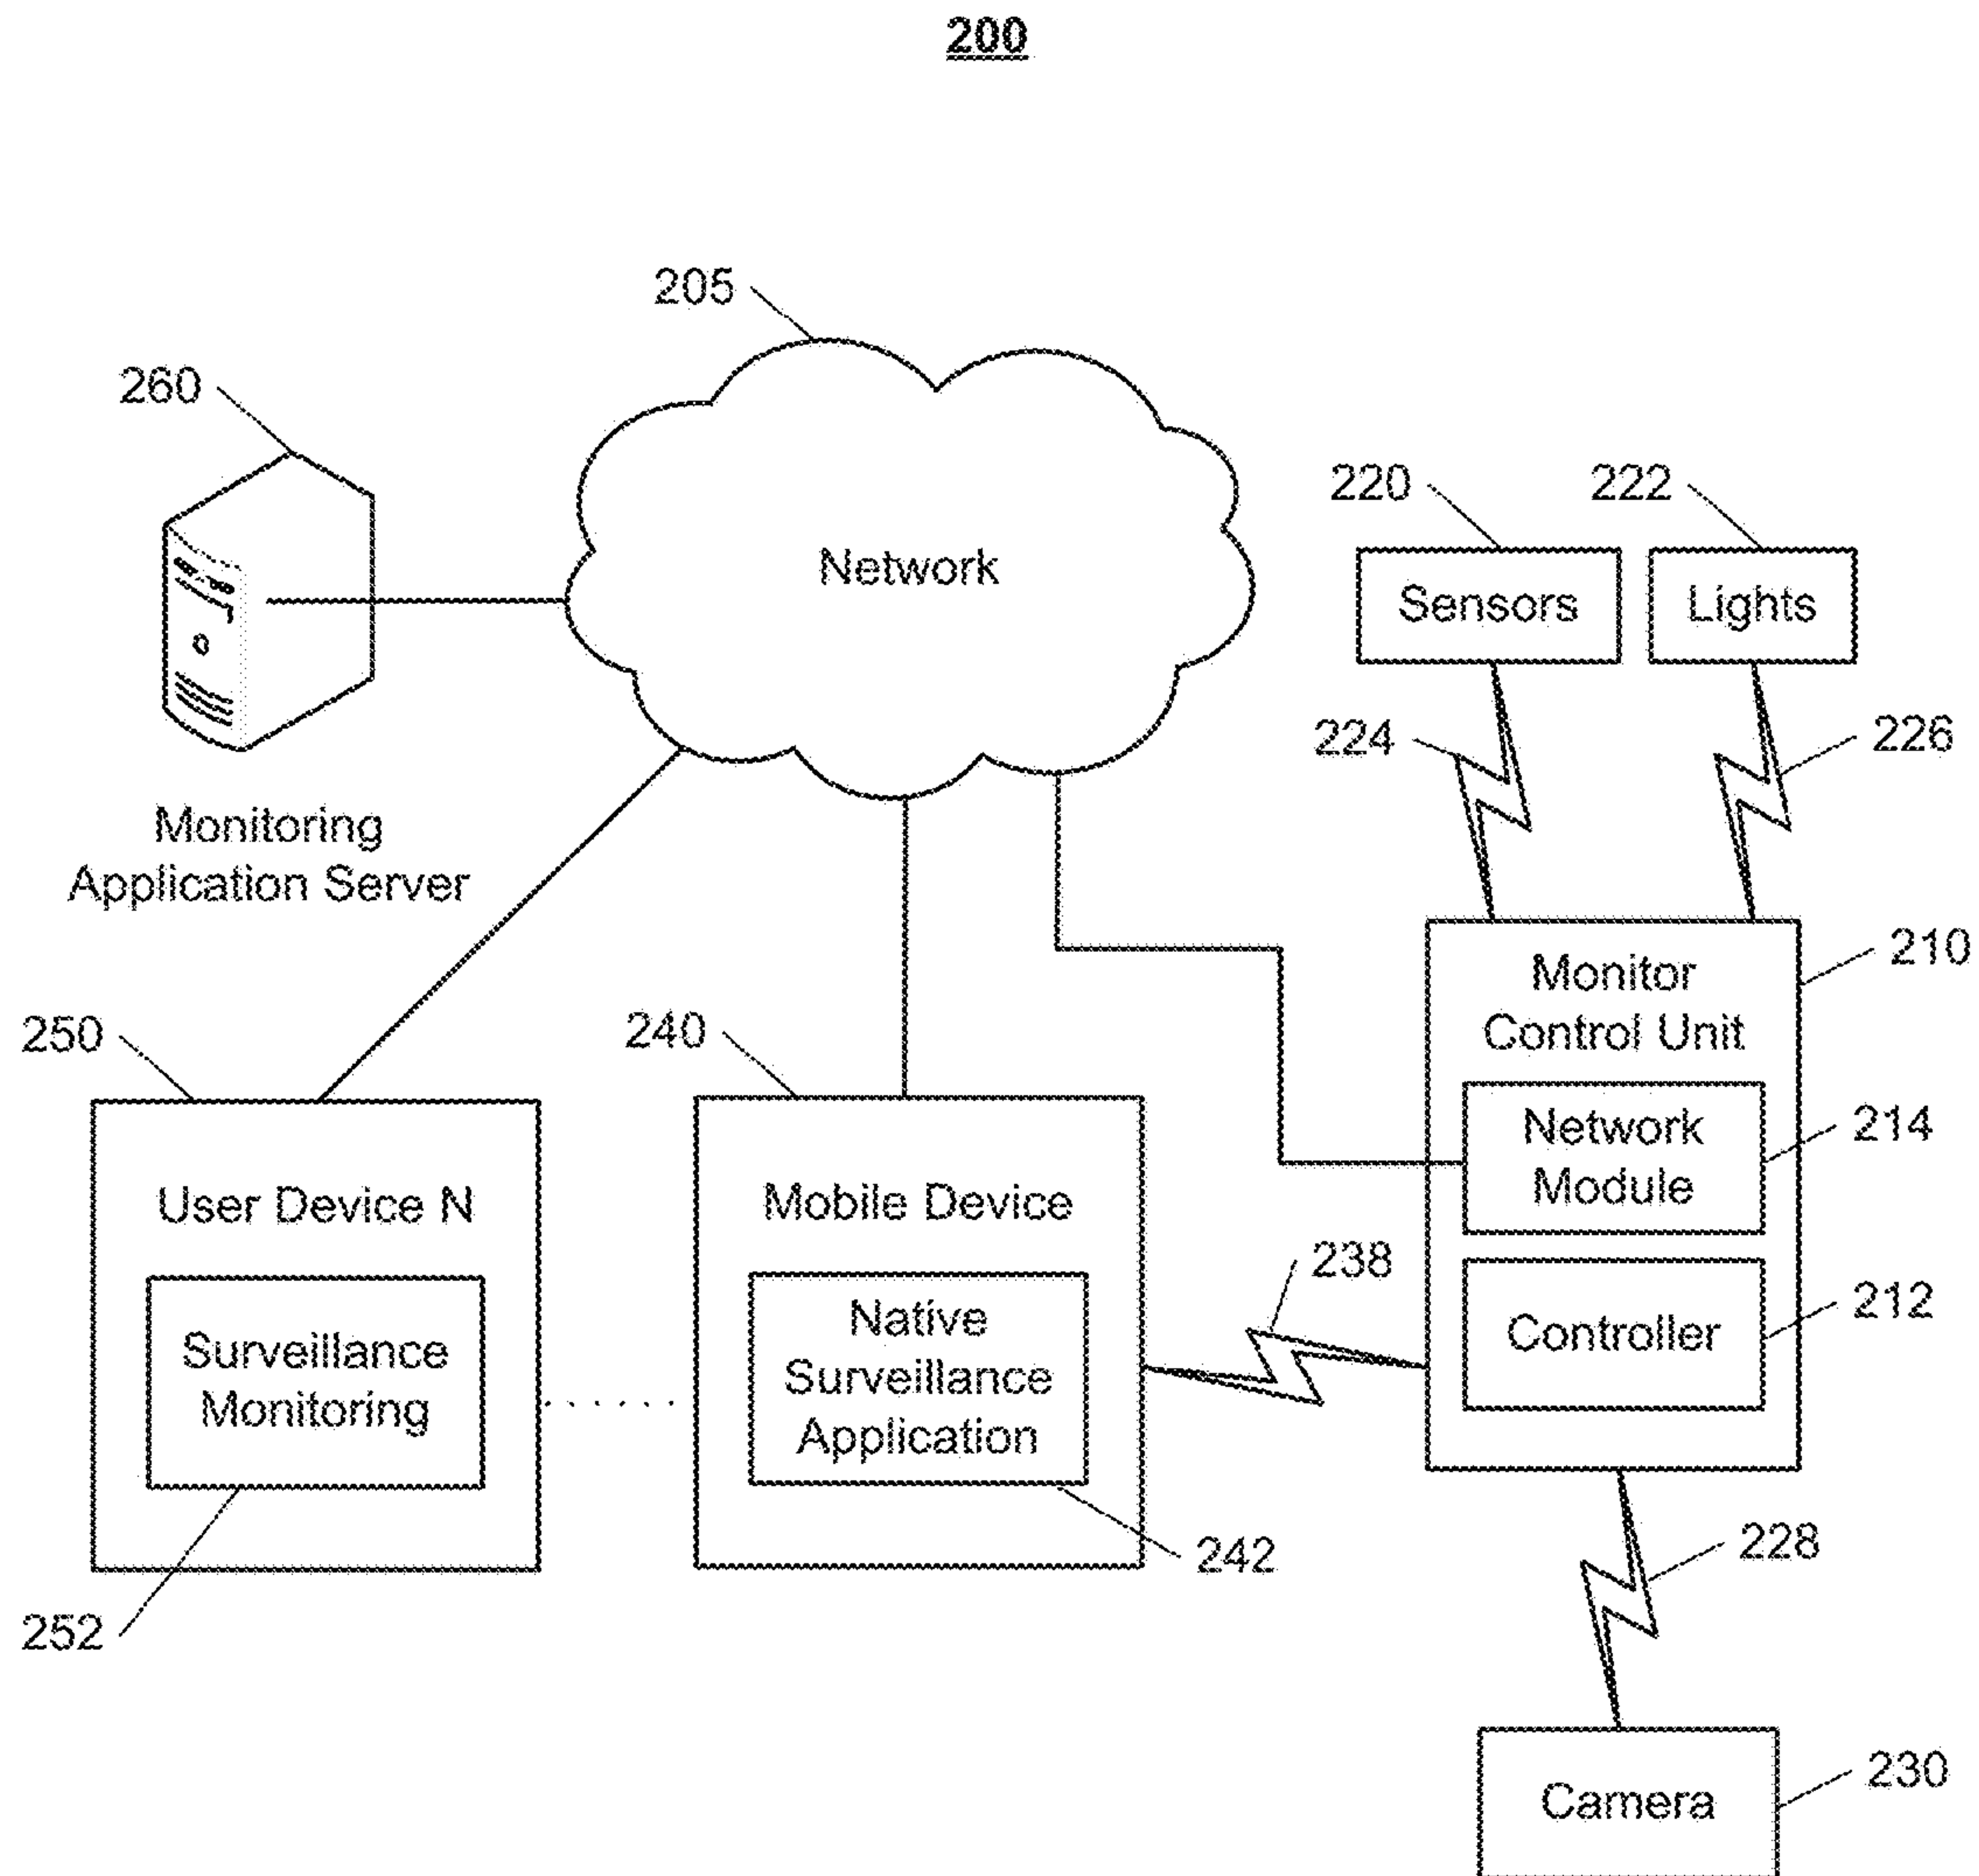 200
205
260
Network
220
222
Sensors
Lights
224
226
Monitoring
Application Server
210
Monitor
Control Unit
250
240
Network
Module
214
User Device N
Mobile Device
238
Controller
212
Surveillance
Monitoring
Native
Surveillance
Application
242
228
252
Camera
230